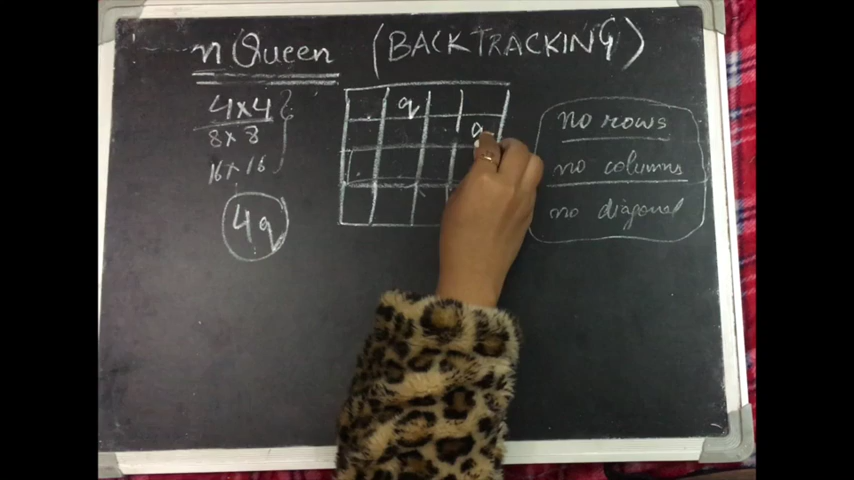 n Queen (BACKTRACKING)
4x4
8x8
16x16
4q
q
q
no rows
no columns
no diagonal